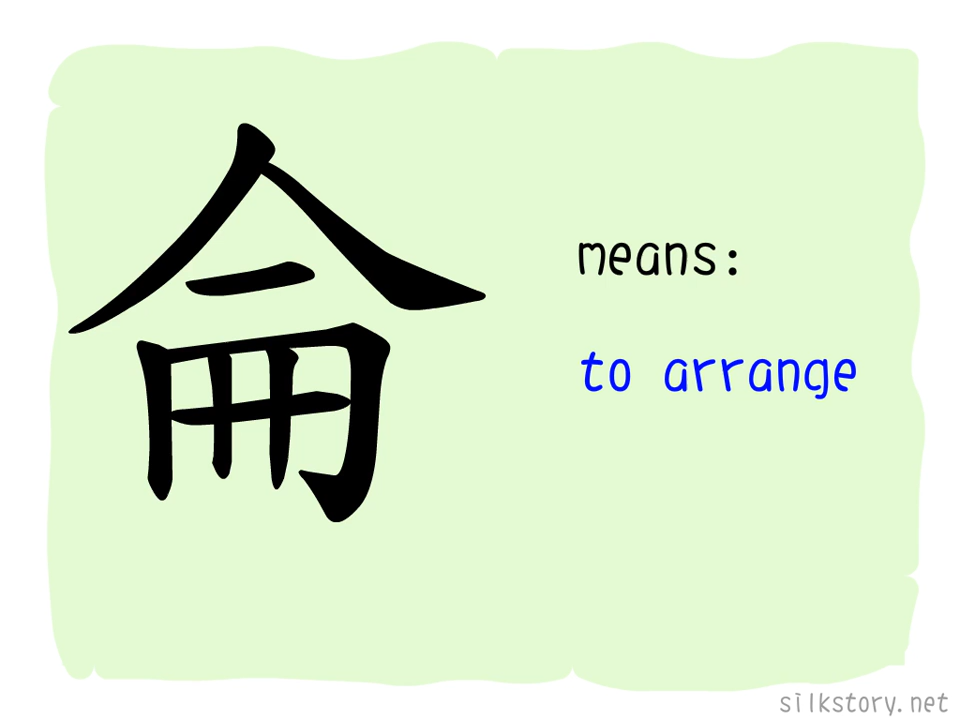 侖
means:
to arrange
silkstory.net